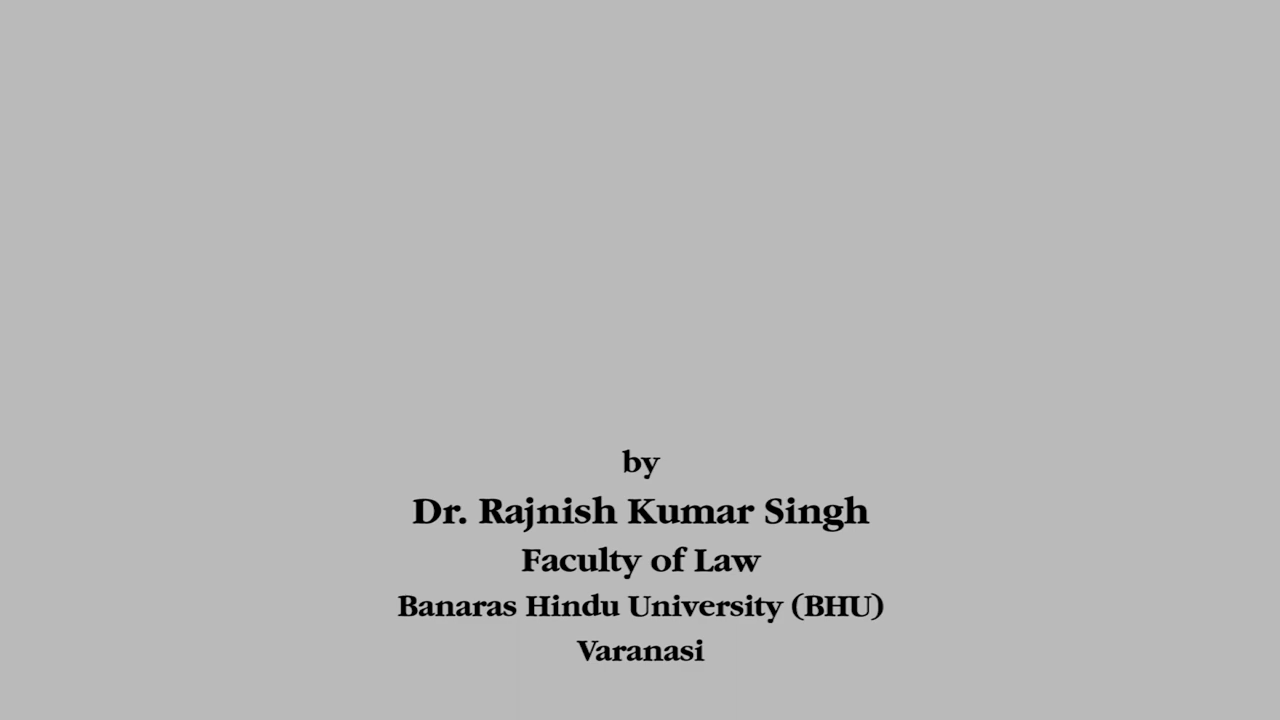 by
Dr. Rajnish Kumar Singh
Faculty of Law
Banaras Hindu University (BHU)
Varanasi